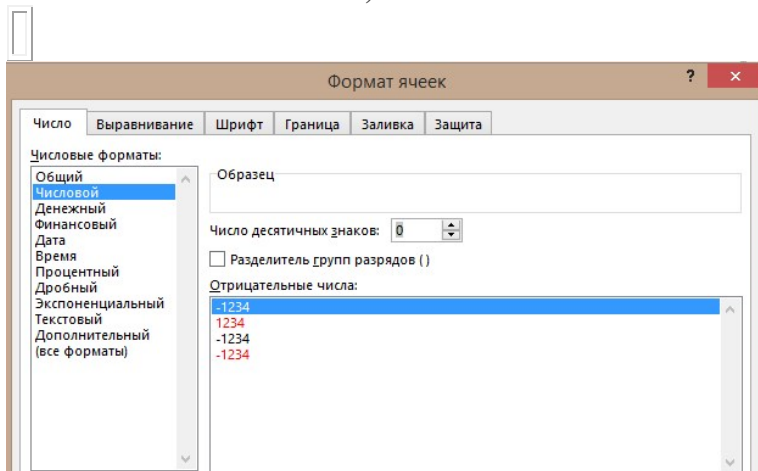 Формат ячеек
?
×
Число Выравнивание Шрифт Граница Заливка Защита
Числовые форматы:
Общий
Числовой
Денежный
Финансовый
Дата
Время
Процентный
Дробный
Экспоненциальный
Текстовый
Дополнительный
(все форматы)
Образец
Число десятичных знаков: 0
Разделитель групп разрядов ( )
Отрицательные числа:
-1234
1234
-1234
-1234